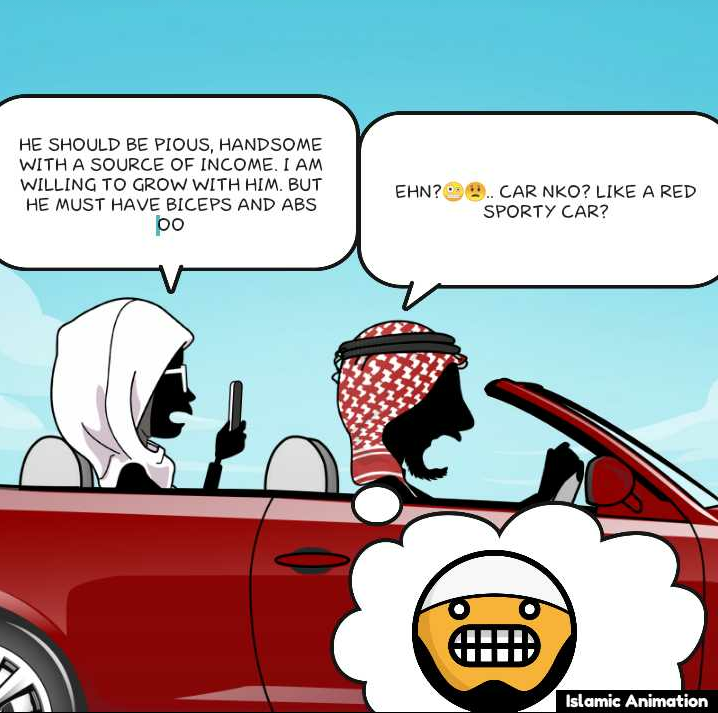 HE SHOULD BE PIOUS, HANDSOME
WITH A SOURCE OF INCOME. I AM
WILLING TO GROW WITH HIM. BUT
HE MUST HAVE BICEPS AND ABS
OO
EHN?😬🤨.. CAR NKO? LIKE A RED
SPORTY CAR?
Islamic Animation